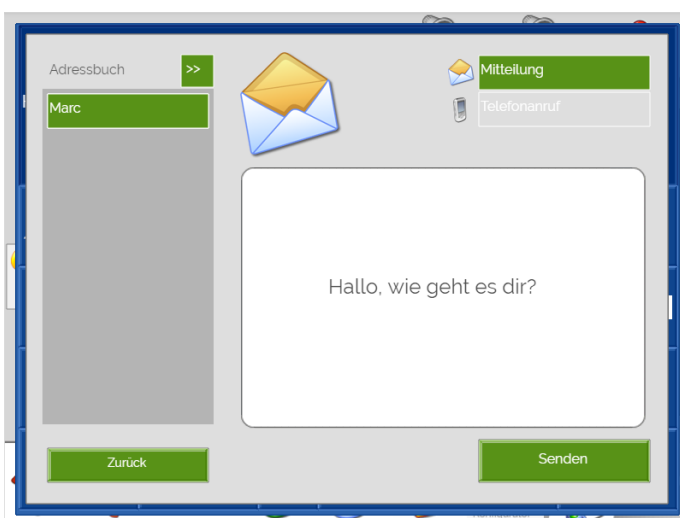 Adressbuch
>>
Mitteilung
Marc
Telefonanruf
Hallo, wie geht es dir?
Zurück
Senden